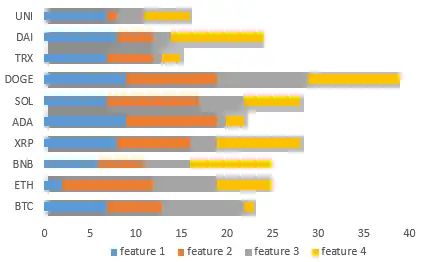 UNI
DAI
TRX
DOGE
SOL
ADA
XRP
BNB
ETH
BTC
0 5 10 15 20 25 30 35 40
feature 1 feature 2 feature 3 feature 4